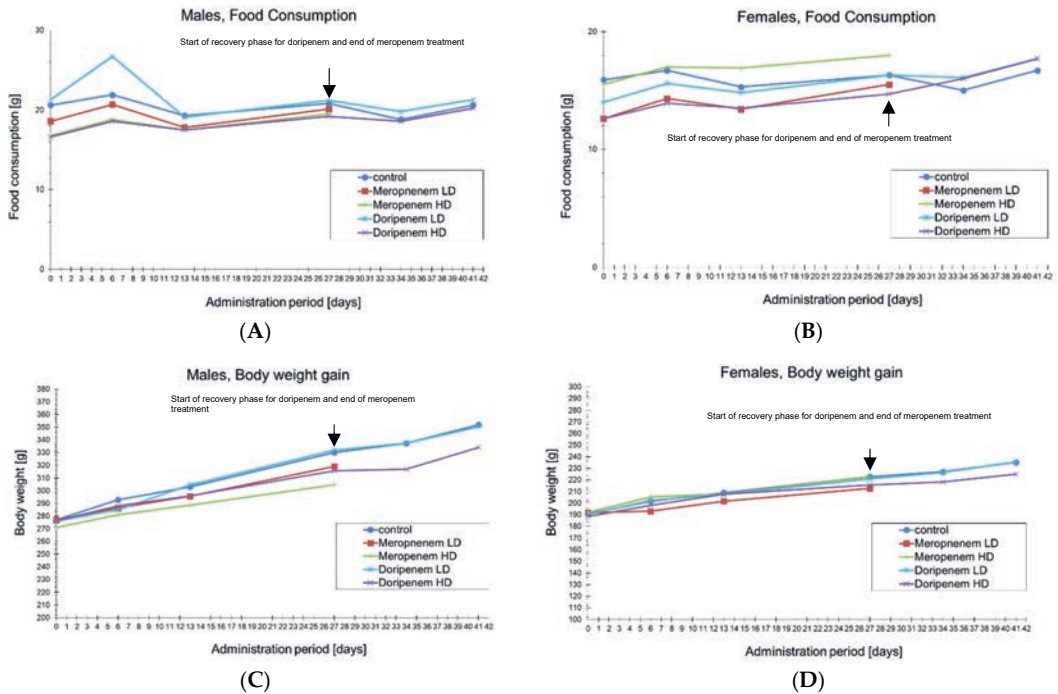 Males, Food Consumption
30
20
10
0
Food consumption [g]
Start of recovery phase for doripenem and end of meropenem treatment
control
Meropnenem LD
Meropenem HD
Doripenem LD
Doripenem HD
0 1 2 3 4 5 6 7 8 9 10 11 12 13 14 15 16 17 18 19 20 21 22 23 24 25 26 27 28 29 30 31 32 33 34 35 36 37 38 39 40 41 42
Administration period [days]
(A)
Females, Food Consumption
20
10
0
Food consumption [g]
Start of recovery phase for doripenem and end of meropenem treatment
control
Meropnenem LD
Meropenem HD
Doripenem LD
Doripenem HD
0 1 2 3 4 5 6 7 8 9 10 11 12 13 14 15 16 17 18 19 20 21 22 23 24 25 26 27 28 29 30 31 32 33 34 35 36 37 38 39 40 41 42
Administration period [days]
(B)
Males, Body weight gain
380
370
360
350
340
330
320
310
300
290
280
270
260
250
240
230
220
210
200
Body weight [g]
Start of recovery phase for doripenem and end of meropenem
treatment
control
Meropnenem LD
Meropenem HD
Doripenem LD
Doripenem HD
0 1 2 3 4 5 6 7 8 9 10 11 12 13 14 15 16 17 18 19 20 21 22 23 24 25 26 27 28 29 30 31 32 33 34 35 36 37 38 39 40 41 42
Administration period [days]
(C)
Females, Body weight gain
300
290
280
270
260
250
240
230
220
210
200
190
180
170
160
150
140
130
120
110
100
Body weight [g]
Start of recovery phase for doripenem and end of meropenem treatment
control
Meropnenem LD
Meropenem HD
Doripenem LD
Doripenem HD
0 1 2 3 4 5 6 7 8 9 10 11 12 13 14 15 16 17 18 19 20 21 22 23 24 25 26 27 28 29 30 31 32 33 34 35 36 37 38 39 40 41 42
Administration period [days]
(D)